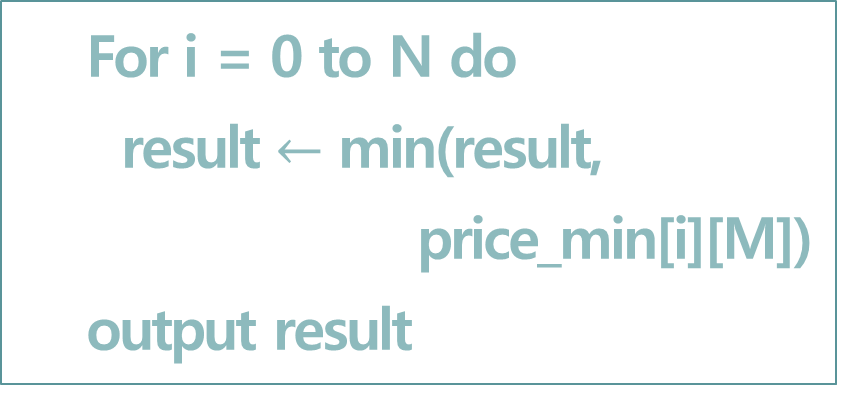 For i = 0 to N do
result ← min(result,
price_min[i][M])
output result